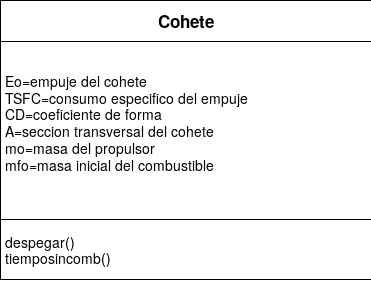 Cohete
Eo=empuje del cohete
TSFC=consumo especifico del empuje
CD=coeficiente de forma
A=seccion transversal del cohete
mo=masa del propulsor
mfo=masa inicial del combustible
despegar()
tiemposincomb()